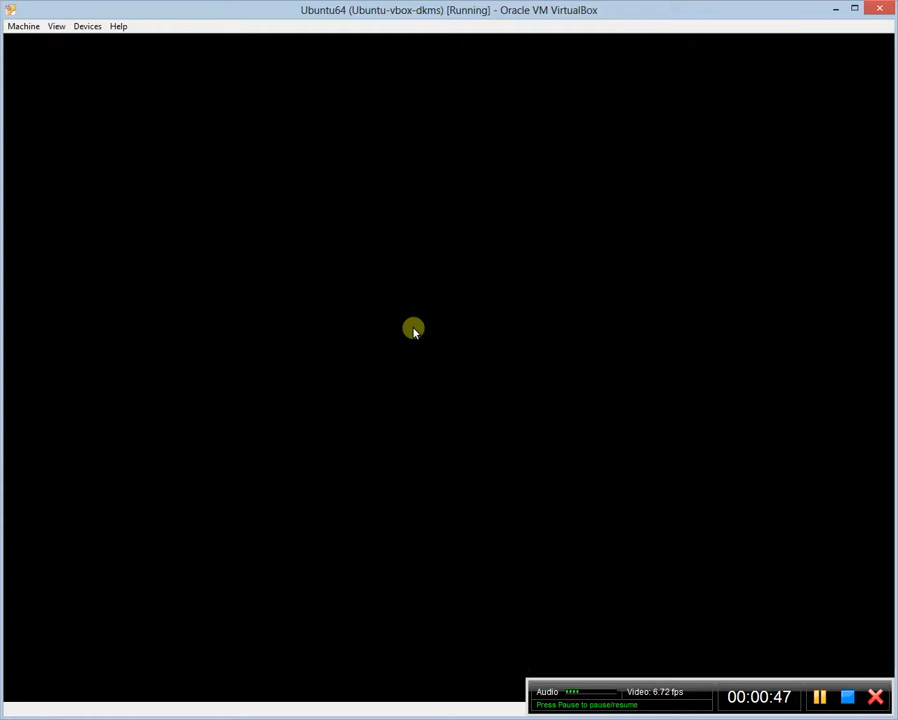 Ubuntu64 (Ubuntu-vbox-dkms) [Running] - Oracle VM VirtualBox
Machine View Devices Help
Audio Video: 6.72 fps
Press Pause to pause/resume
00:00:47